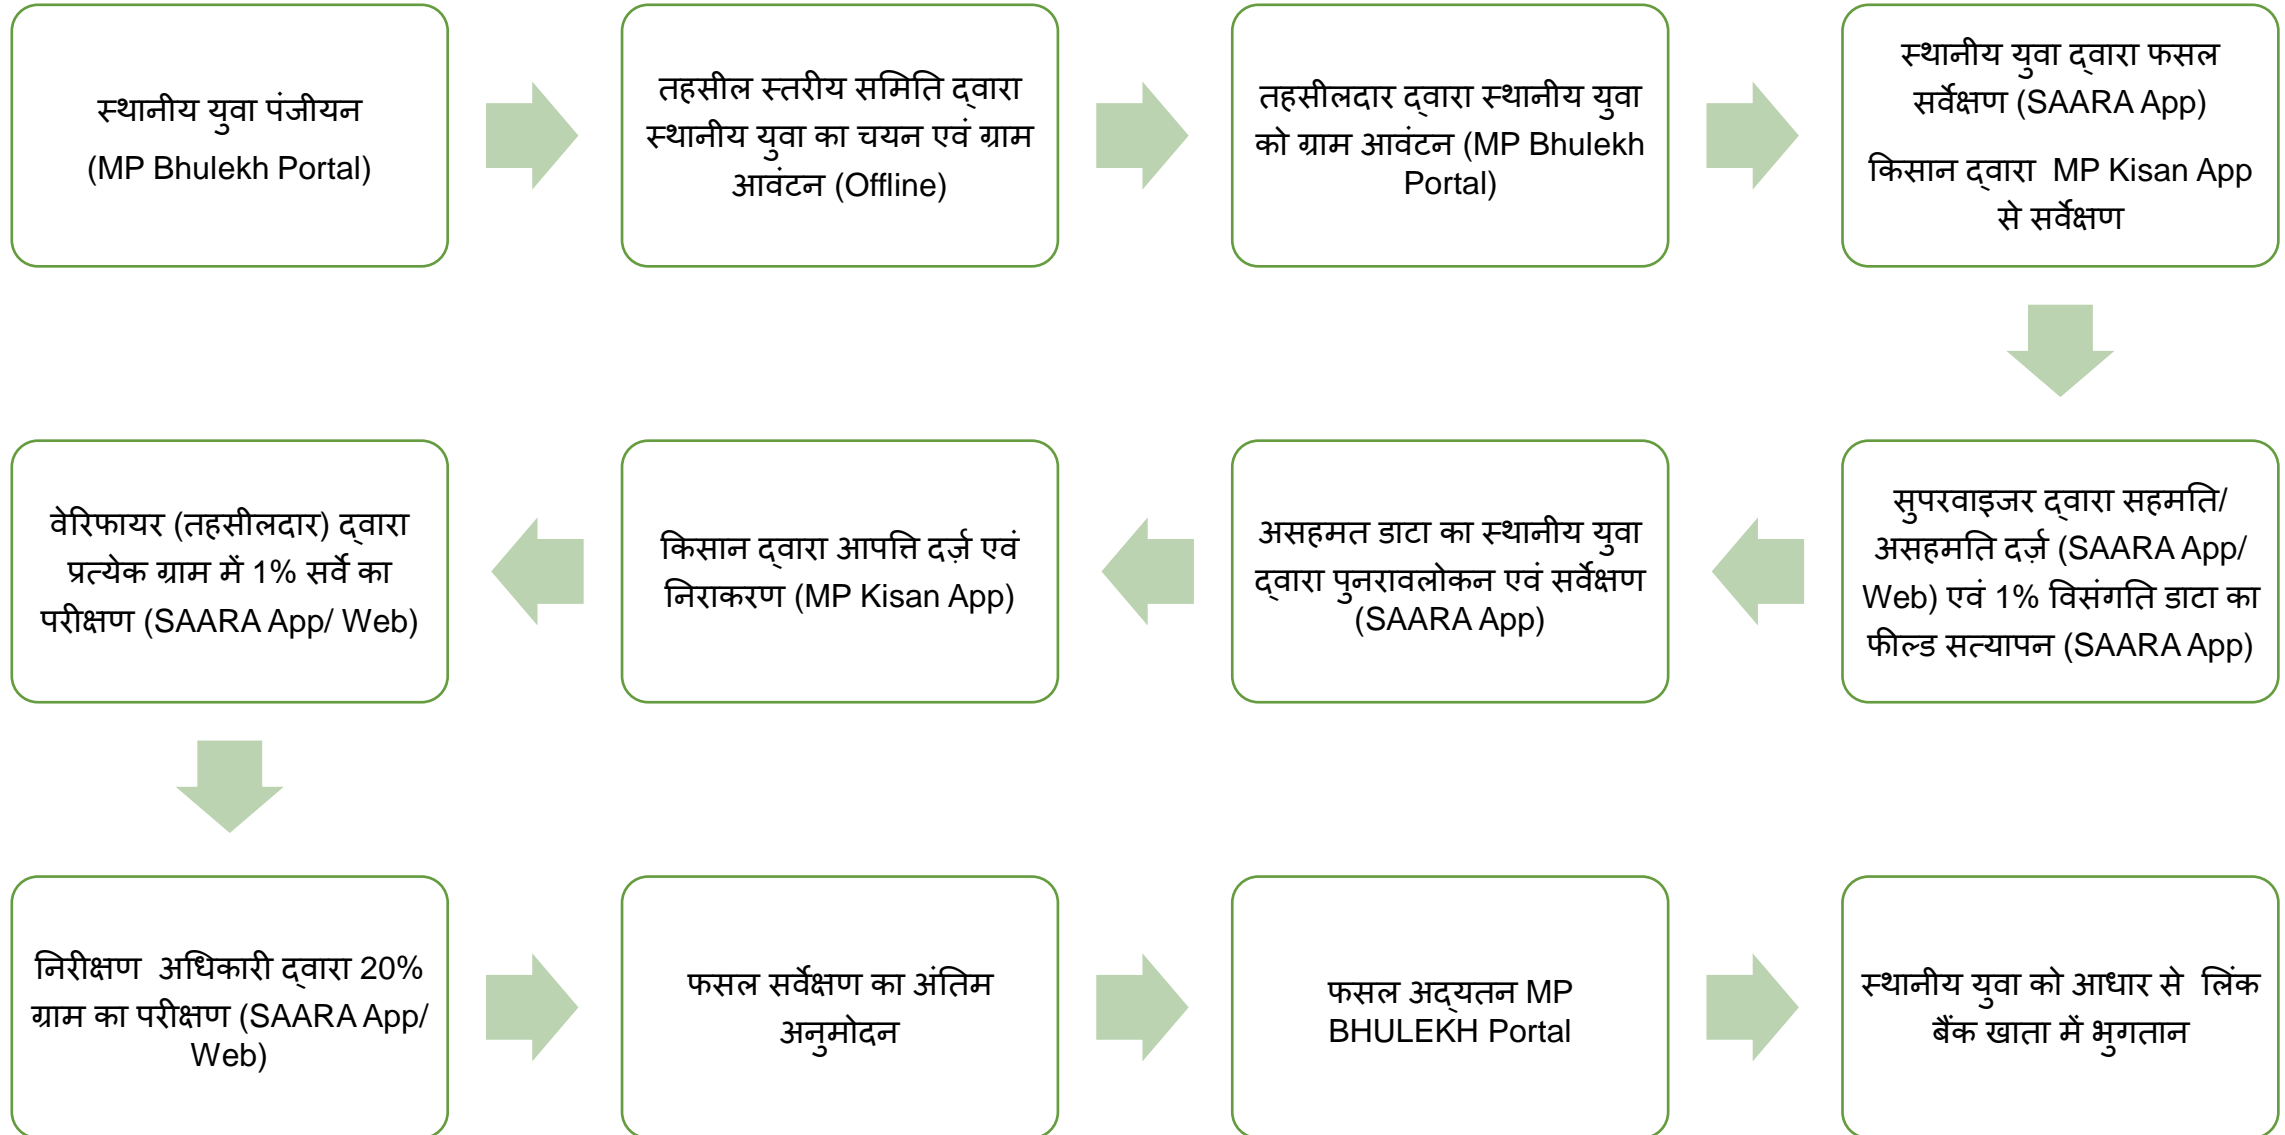 स्थानीय युवा पंजीयन
(MP Bhulekh Portal)
तहसील स्तरीय समिति द्वारा
स्थानीय युवा का चयन एवं ग्राम
आवंटन (Offline)
तहसीलदार द्वारा स्थानीय युवा
को ग्राम आवंटन (MP Bhulekh
Portal)
स्थानीय युवा द्वारा फसल
सर्वेक्षण (SAARA App)
किसान द्वारा MP Kisan App
से सर्वेक्षण
सुपरवाइजर द्वारा सहमति/
असहमति दर्ज़ (SAARA App/
Web) एवं 1% विसंगति डाटा का
फील्ड सत्यापन (SAARA App)
असहमत डाटा का स्थानीय युवा
द्वारा पुनरावलोकन एवं सर्वेक्षण
(SAARA App)
किसान द्वारा आपत्ति दर्ज़ एवं
निराकरण (MP Kisan App)
वेरिफायर (तहसीलदार) द्वारा
प्रत्येक ग्राम में 1% सर्वे का
परीक्षण (SAARA App/ Web)
निरीक्षण अधिकारी द्वारा 20%
ग्राम का परीक्षण (SAARA App/
Web)
फसल सर्वेक्षण का अंतिम
अनुमोदन
फसल अद्यतन MP
BHULEKH Portal
स्थानीय युवा को आधार से लिंक
बैंक खाता में भुगतान